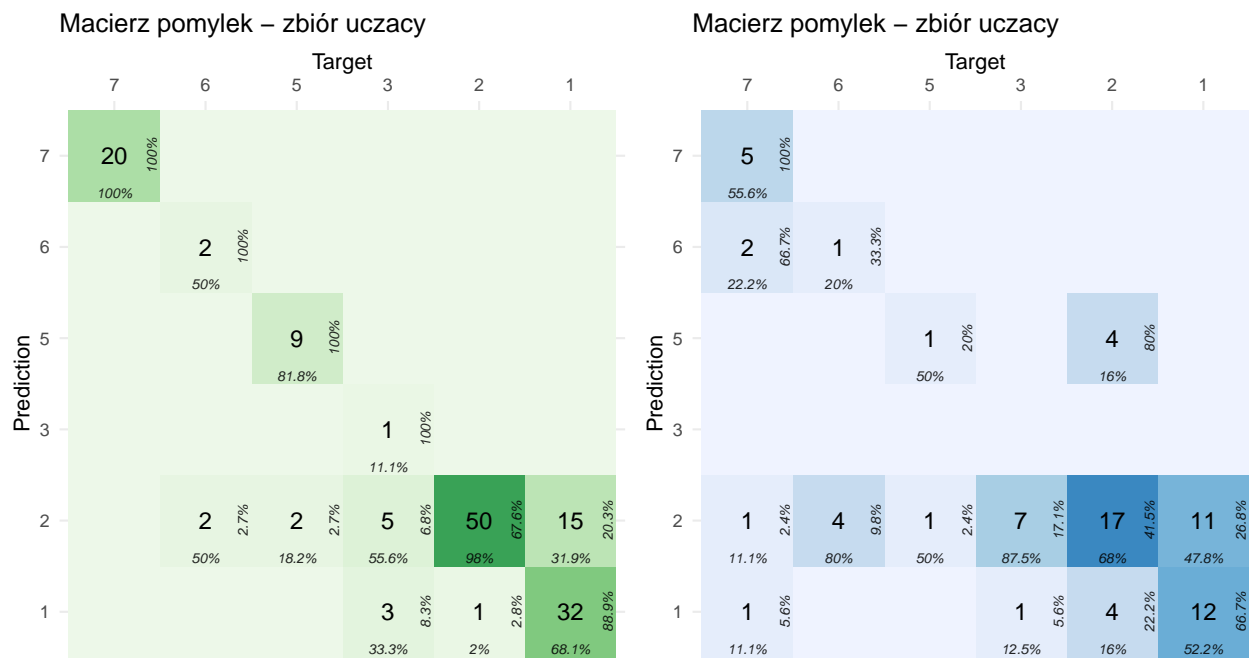 Macierz pomylek – zbiór uczacy
Target
7 6 5 3 2 1
Prediction
7
20 100%
100%
6
2 100%
50%
5
9 100%
81.8%
3
1 100%
11.1%
2
2 2.7% 2 2.7% 5 6.8% 50 67.6% 15 20.3%
50% 18.2% 55.6% 98% 31.9%
1
3 8.3% 1 2.8% 32 88.9%
33.3% 2% 68.1%
Macierz pomylek – zbiór uczacy
Target
7 6 5 3 2 1
Prediction
7
5 100%
55.6%
6
2 66.7% 1 33.3%
22.2% 20%
5
1 20% 4 80%
50% 16%
3
2
1 2.4% 4 9.8% 1 2.4% 7 17.1% 17 41.5% 11 26.8%
11.1% 80% 50% 87.5% 68% 47.8%
1
1 5.6% 1 5.6% 4 22.2% 12 66.7%
11.1% 12.5% 16% 52.2%